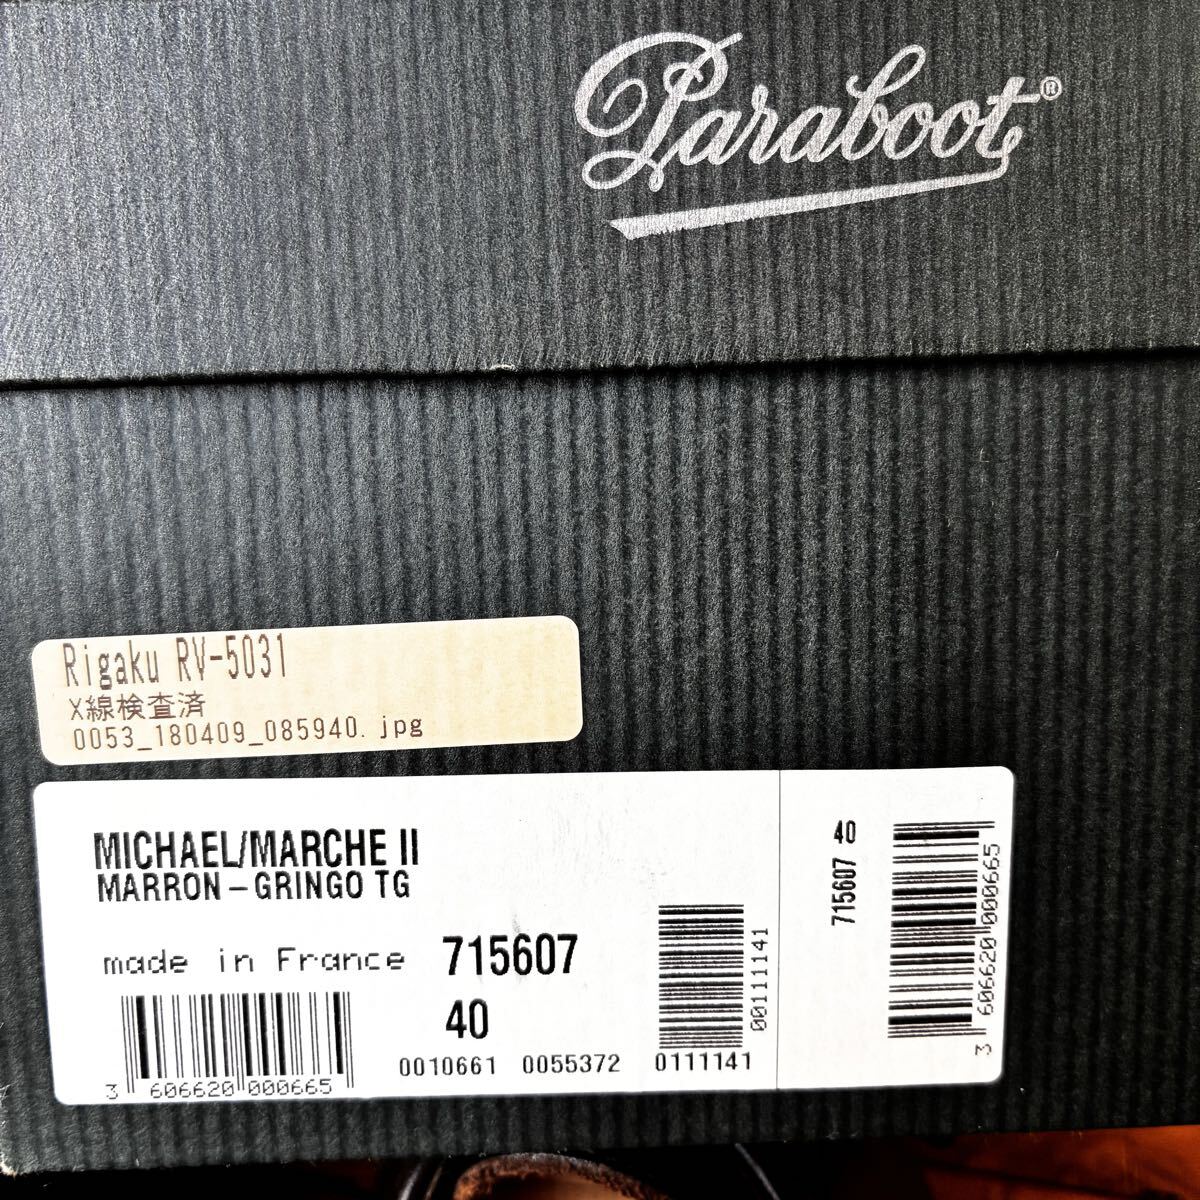 Paraboot®
Rigaku RV-5031
X線検査済
0053_180409_085940.jpg
MICHAEL/MARCHE II
MARRON-GRINGO TG
made in France 715607
40
3 606620 000665
0010661 0055372 0111141
00111141
715607 40
3 606620 000665